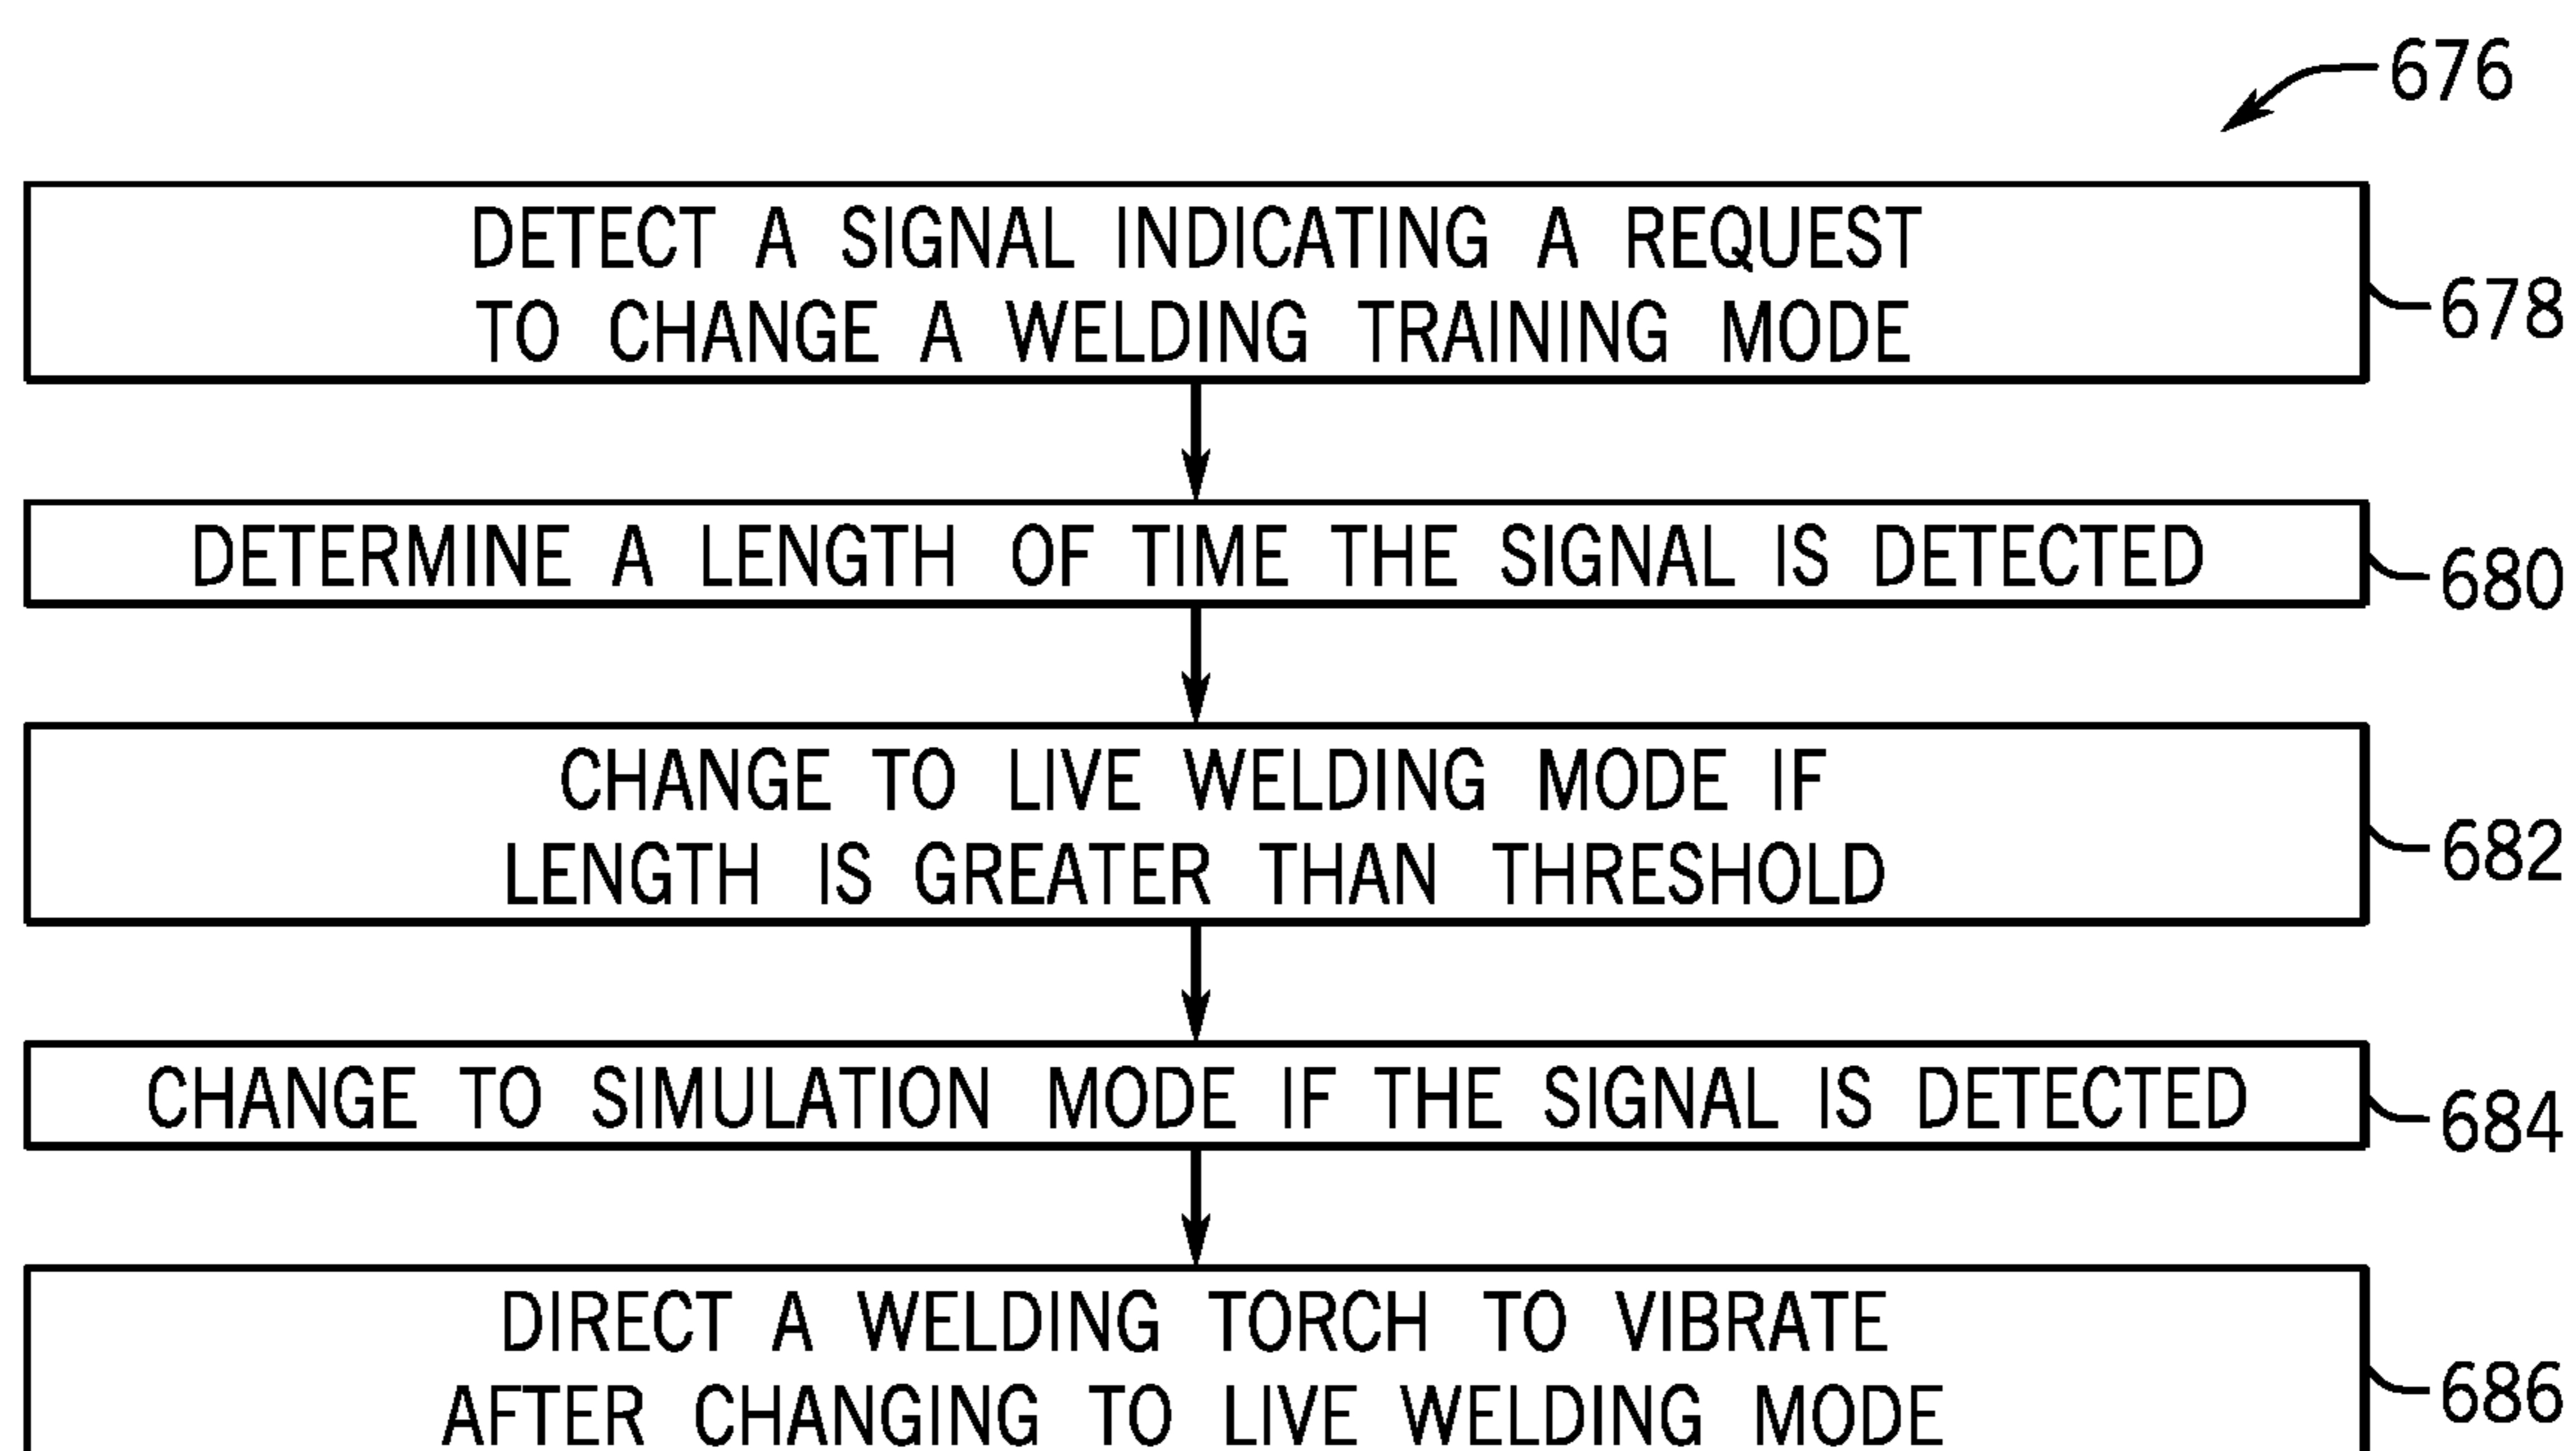 676
DETECT A SIGNAL INDICATING A REQUEST
TO CHANGE A WELDING TRAINING MODE
678
DETERMINE A LENGTH OF TIME THE SIGNAL IS DETECTED
680
CHANGE TO LIVE WELDING MODE IF
LENGTH IS GREATER THAN THRESHOLD
682
CHANGE TO SIMULATION MODE IF THE SIGNAL IS DETECTED
684
DIRECT A WELDING TORCH TO VIBRATE
AFTER CHANGING TO LIVE WELDING MODE
686